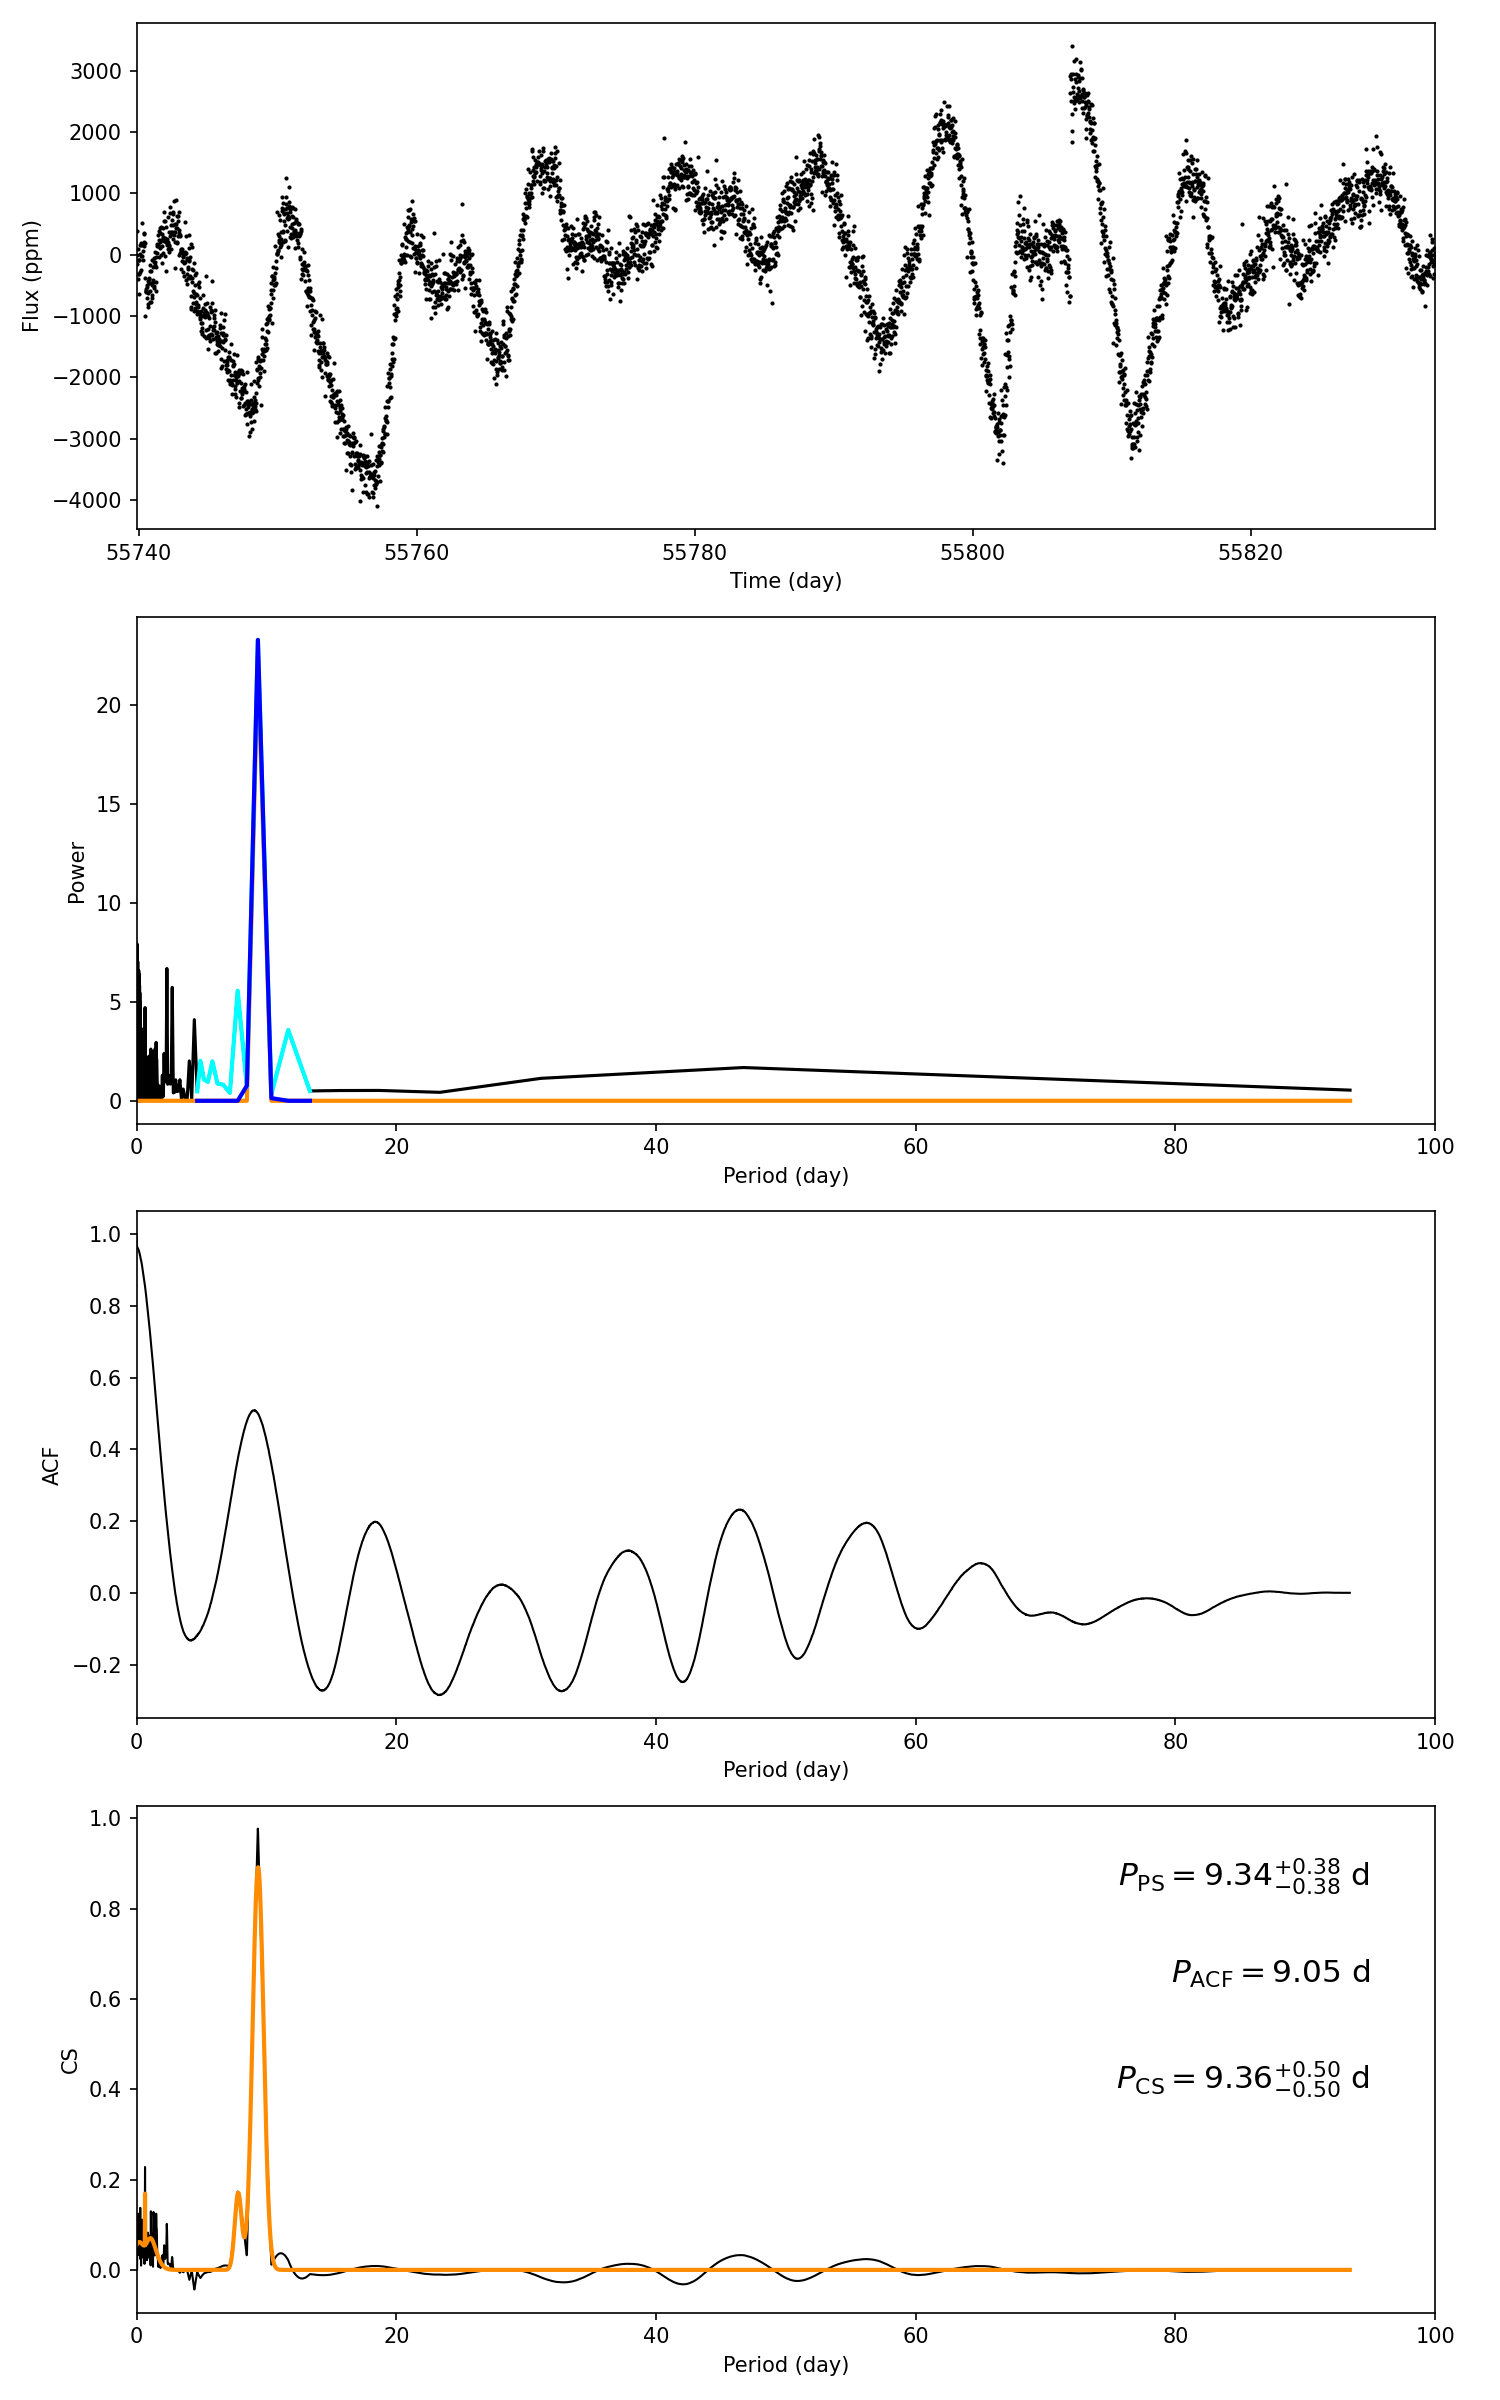 3000
2000
1000
0
−1000
−2000
−3000
−4000
Flux (ppm)
55740 55760 55780 55800 55820
Time (day)
20
15
10
5
0
Power
0 20 40 60 80 100
Period (day)
1.0
0.8
0.6
0.4
0.2
0.0
−0.2
ACF
0 20 40 60 80 100
Period (day)
1.0
0.8
0.6
0.4
0.2
0.0
CS
P_PS = 9.34^{+0.38}_{−0.38} d
P_ACF = 9.05 d
P_CS = 9.36^{+0.50}_{−0.50} d
0 20 40 60 80 100
Period (day)